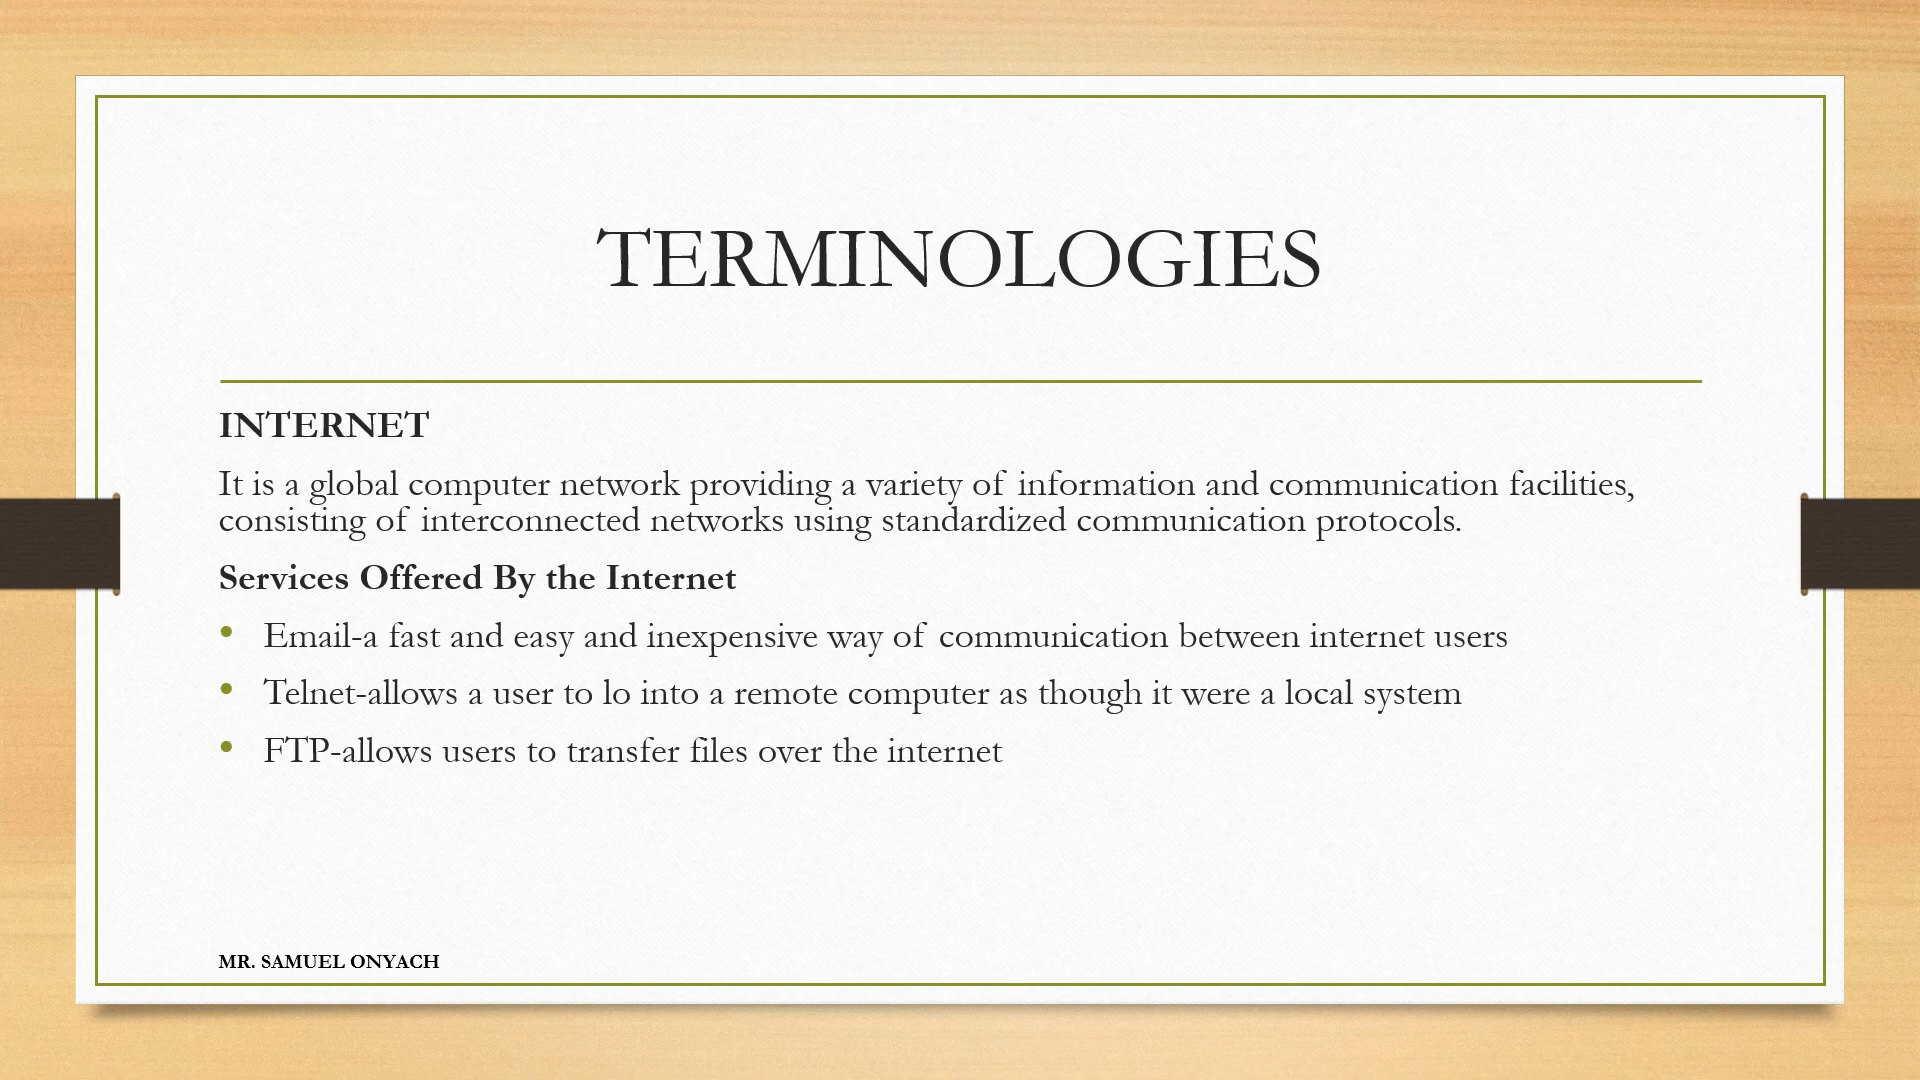 TERMINOLOGIES
INTERNET
It is a global computer network providing a variety of information and communication facilities,
consisting of interconnected networks using standardized communication protocols.
Services Offered By the Internet
• Email-a fast and easy and inexpensive way of communication between internet users
• Telnet-allows a user to lo into a remote computer as though it were a local system
• FTP-allows users to transfer files over the internet
MR. SAMUEL ONYACH